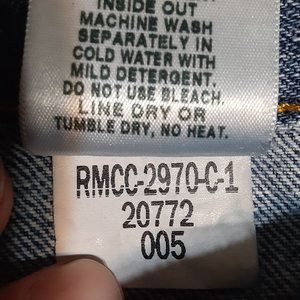 INSIDE OUT
MACHINE WASH
SEPARATELY IN
COLD WATER WITH
MILD DETERGENT.
DO NOT USE BLEACH.
LINE DRY OR
TUMBLE DRY, NO HEAT.
RMCC-2970-C-1
20772
005